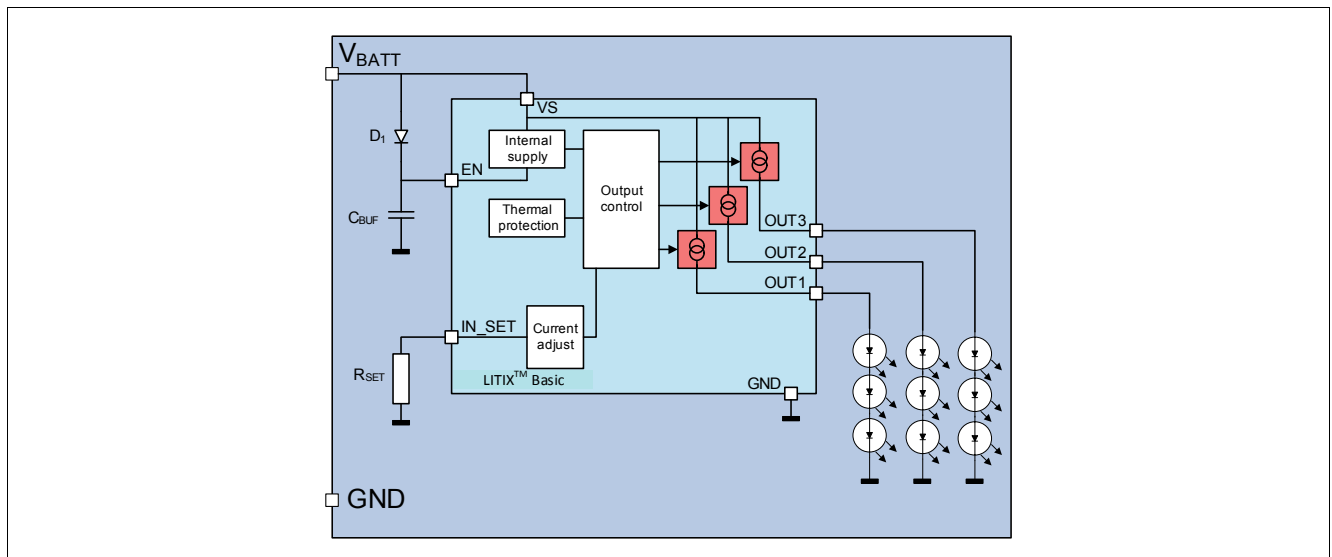 VBATT
VS
D1
Internal
supply
EN
Output
control
CBUF
Thermal
protection
OUT3
OUT2
OUT1
IN_SET
Current
adjust
RSET
LITIX™ Basic
GND
GND